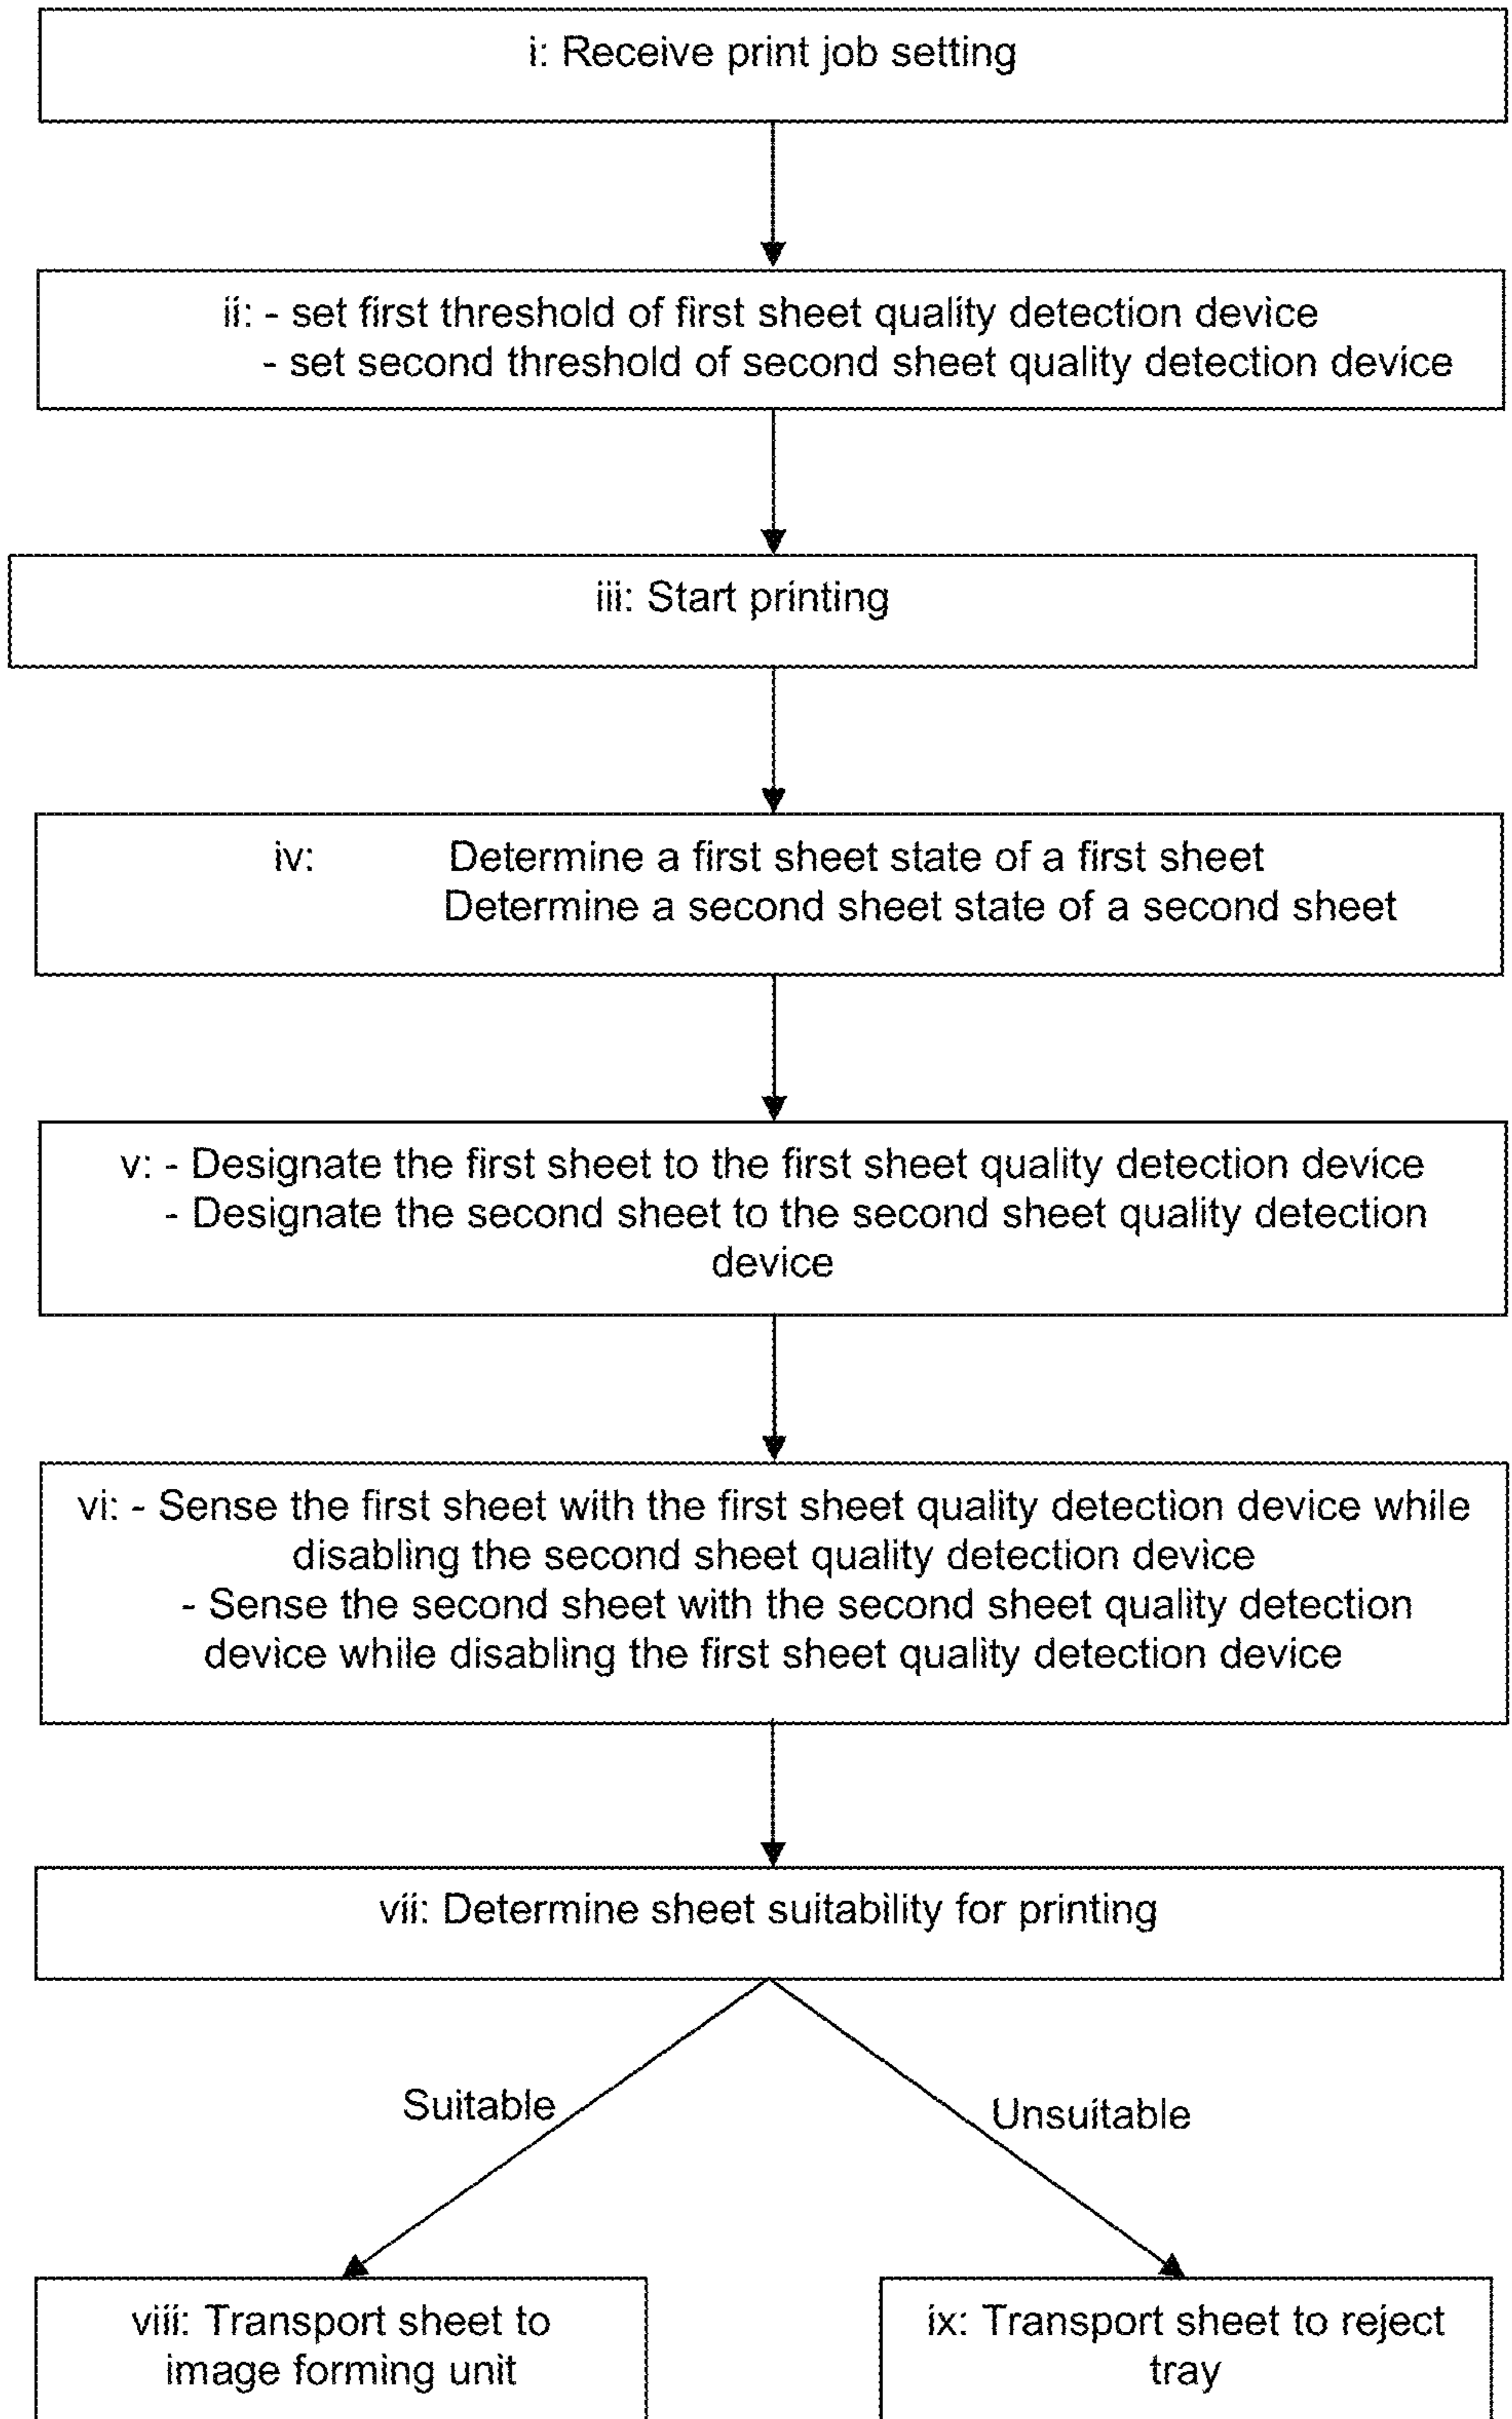 i: Receive print job setting
ii: - set first threshold of first sheet quality detection device
- set second threshold of second sheet quality detection device
iii: Start printing
iv: Determine a first sheet state of a first sheet
Determine a second sheet state of a second sheet
v: - Designate the first sheet to the first sheet quality detection device
- Designate the second sheet to the second sheet quality detection
device
vi: - Sense the first sheet with the first sheet quality detection device while
disabling the second sheet quality detection device
- Sense the second sheet with the second sheet quality detection
device while disabling the first sheet quality detection device
vii: Determine sheet suitability for printing
Suitable
Unsuitable
viii: Transport sheet to
image forming unit
ix: Transport sheet to reject
tray